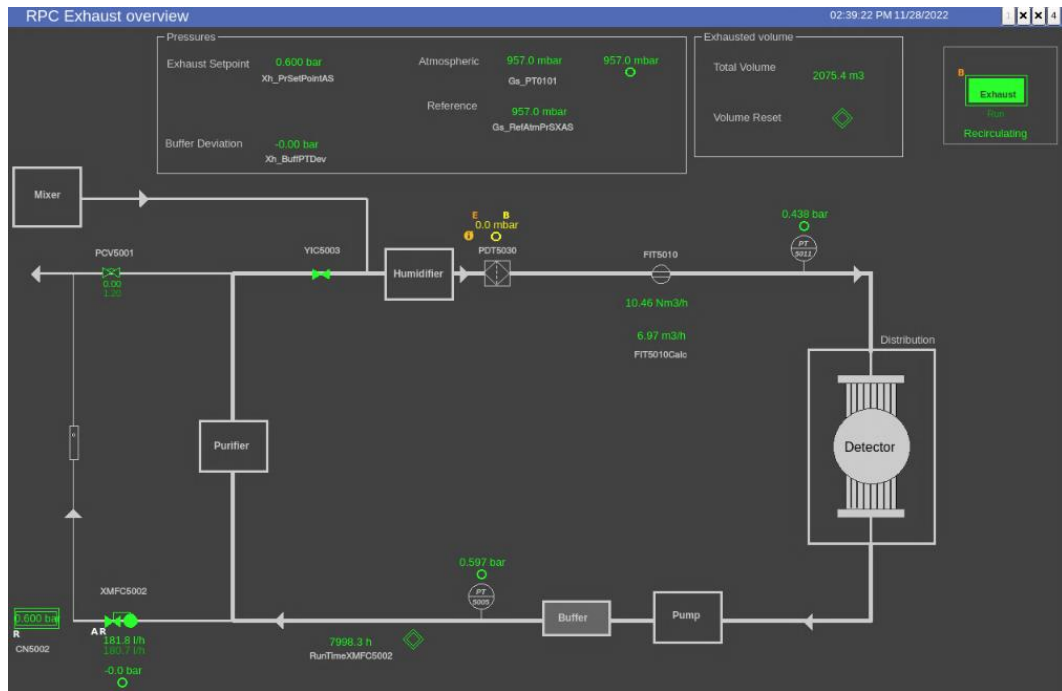 RPC Exhaust overview
02:39:22 PM 11/28/2022
1 4
Pressures
Exhaust Setpoint 0.600 bar
Xh_PrSetPointAS
Atmospheric 957.0 mbar 957.0 mbar
Gs_PT0101
Reference 957.0 mbar
Gs_RefAtmPrSXAS
Buffer Deviation -0.00 bar
Xh_BuffPTDev
Exhausted volume
Total Volume 2075.4 m3
Volume Reset
B
Exhaust
Run
Recirculating
Mixer
PCV5001
0.00
1.20
YIC5003
Humidifier
E B
0.0 mbar
PDT5030
FIT5010
10.46 Nm3/h
6.97 m3/h
FIT5010Calc
0.438 bar
PT
5011
Distribution
Detector
Purifier
0.597 bar
PT
5005
Buffer
Pump
7998.3 h
RunTimeXMFC5002
XMFC5002
0.600 bar
R
CN5002
A R
181.8 l/h
180.7 l/h
-0.0 bar